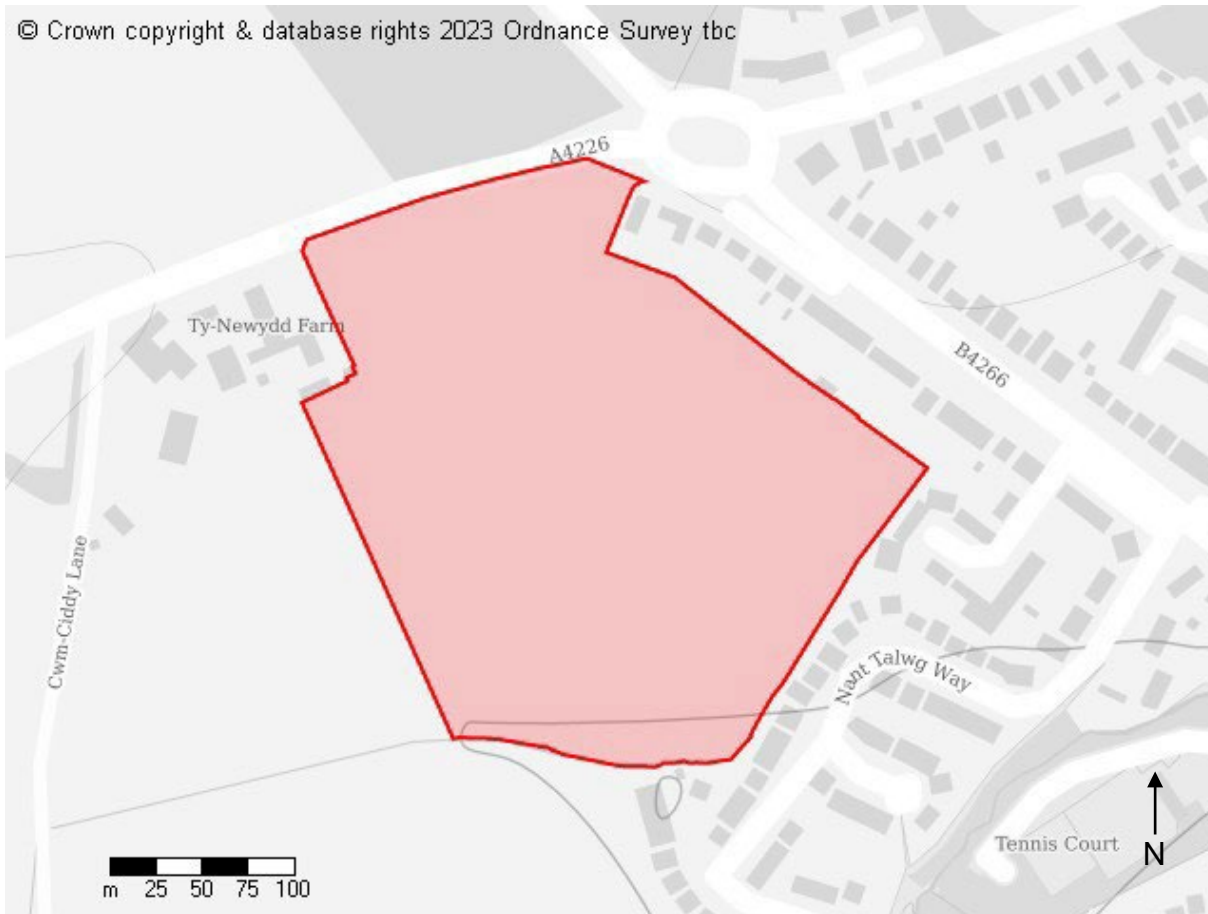 © Crown copyright & database rights 2023 Ordnance Survey tbc
A4226
Ty-Newydd Farm
B4266
Cwm-Ciddy Lane
Nant Talwg Way
Tennis Court
N
m 25 50 75 100